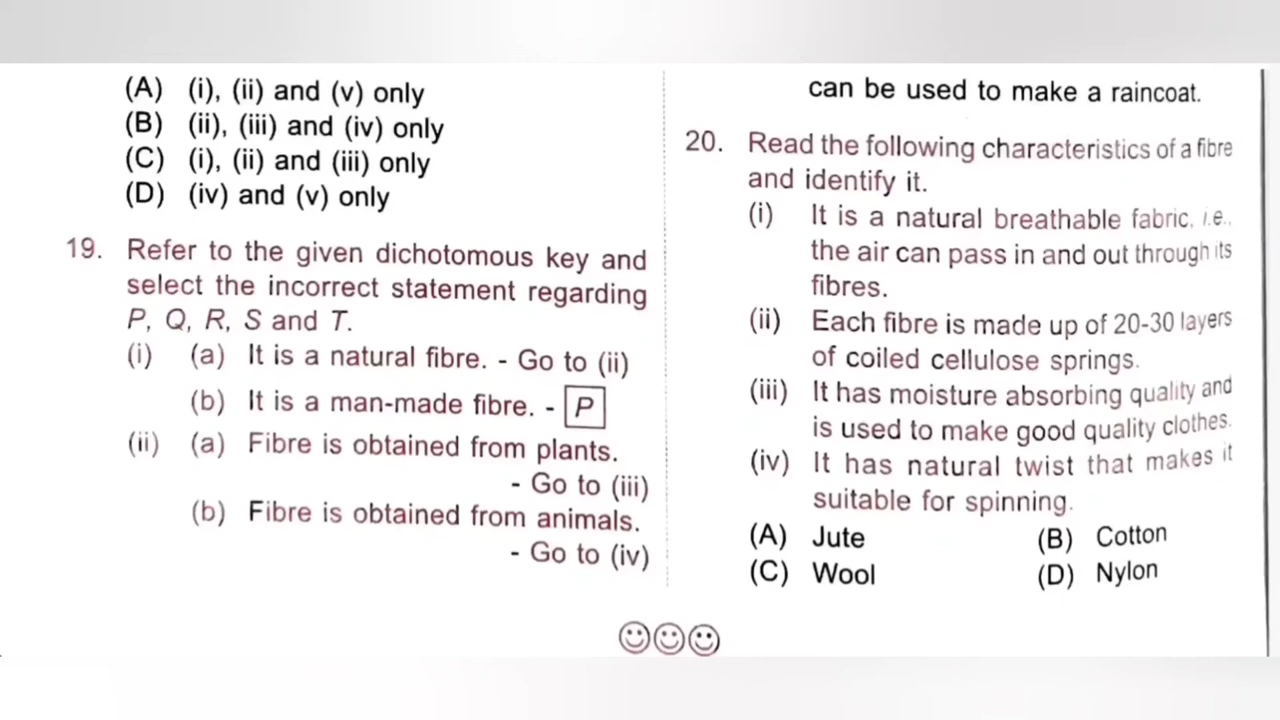 (A) (i), (ii) and (v) only
(B) (ii), (iii) and (iv) only
(C) (i), (ii) and (iii) only
(D) (iv) and (v) only
19. Refer to the given dichotomous key and
select the incorrect statement regarding
P, Q, R, S and T.
(i) (a) It is a natural fibre. - Go to (ii)
(b) It is a man-made fibre. - P
(ii) (a) Fibre is obtained from plants.
- Go to (iii)
(b) Fibre is obtained from animals.
- Go to (iv)
can be used to make a raincoat.
20. Read the following characteristics of a fibre
and identify it.
(i) It is a natural breathable fabric, i.e.,
the air can pass in and out through its
fibres.
(ii) Each fibre is made up of 20-30 layers
of coiled cellulose springs.
(iii) It has moisture absorbing quality and
is used to make good quality clothes.
(iv) It has natural twist that makes it
suitable for spinning.
(A) Jute (B) Cotton
(C) Wool (D) Nylon